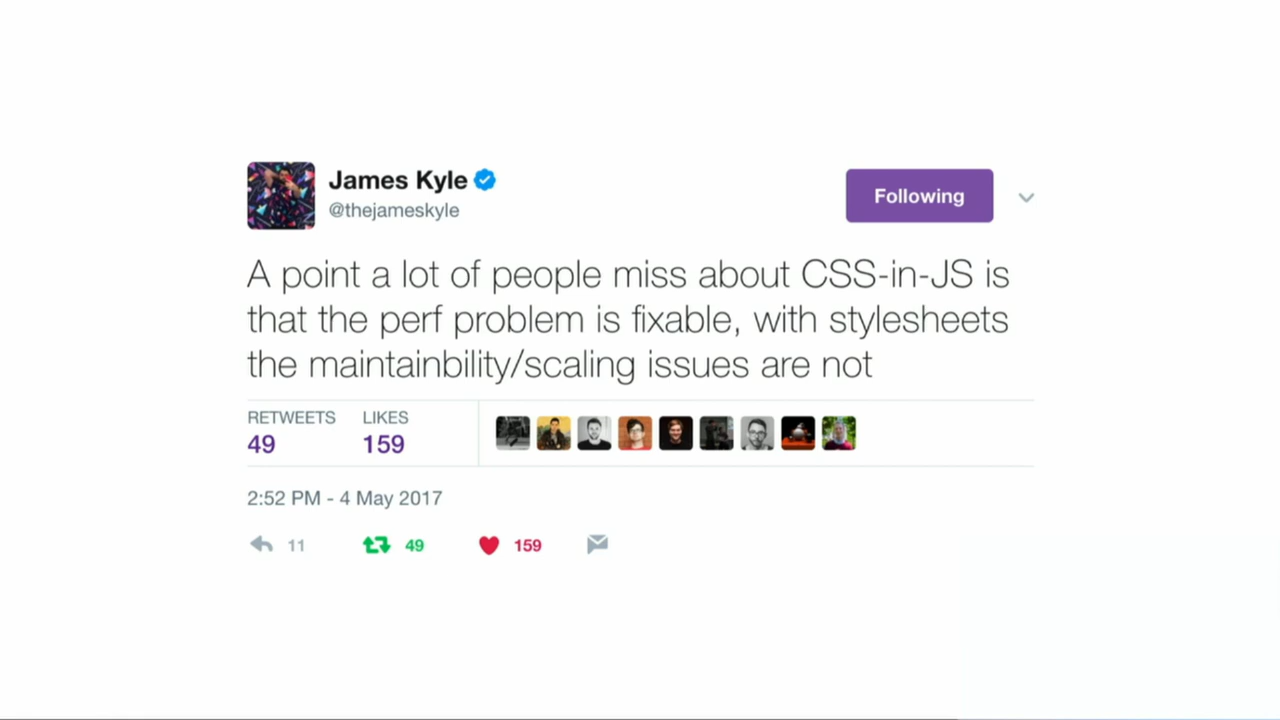 James Kyle
@thejameskyle
Following
A point a lot of people miss about CSS-in-JS is
that the perf problem is fixable, with stylesheets
the maintainbility/scaling issues are not
RETWEETS LIKES
49 159
2:52 PM - 4 May 2017
11 49 159